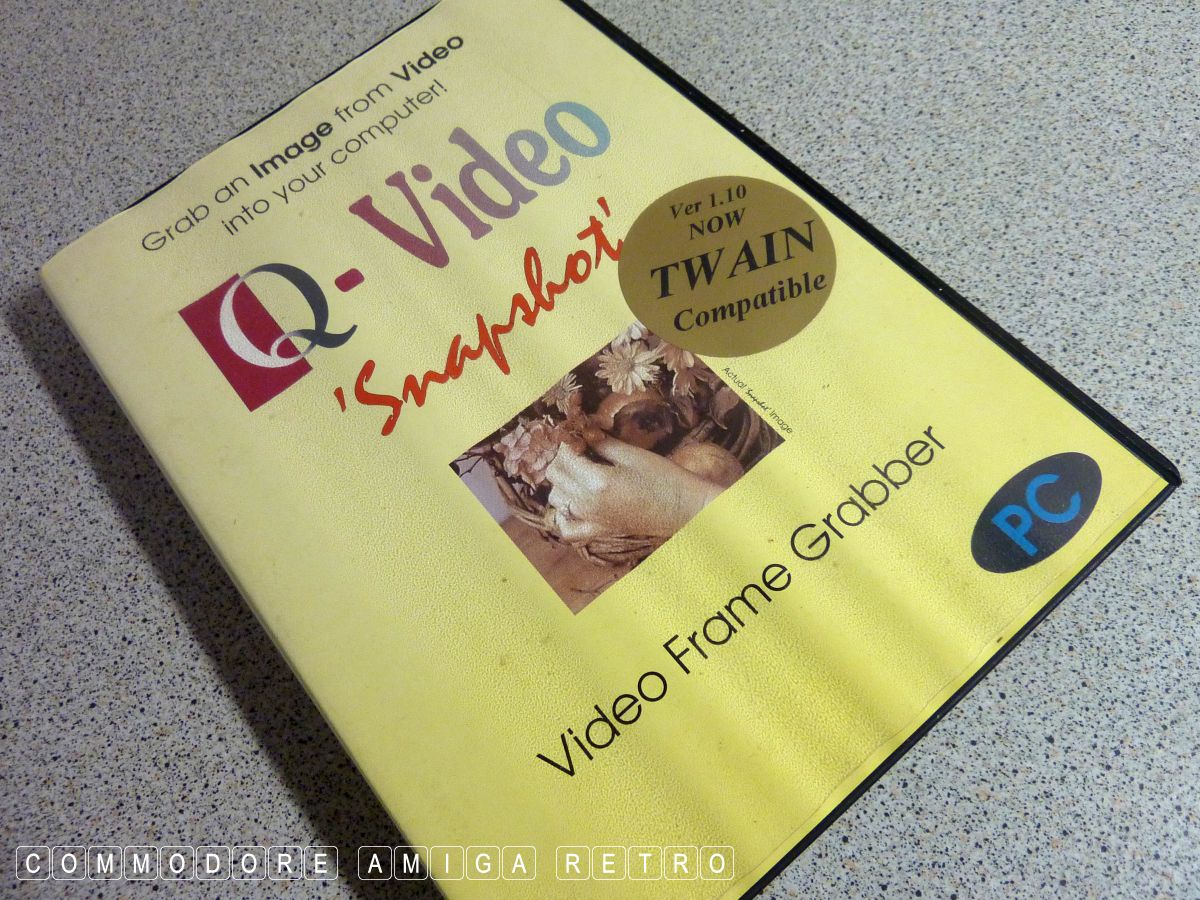 Grab an Image from Video
into your computer!
Q - Video
'Snapshot'
Ver 1.10
NOW
TWAIN
Compatible
Actual 'Snapshot' Image
Video Frame Grabber
PC
COMMODORE AMIGA RETRO